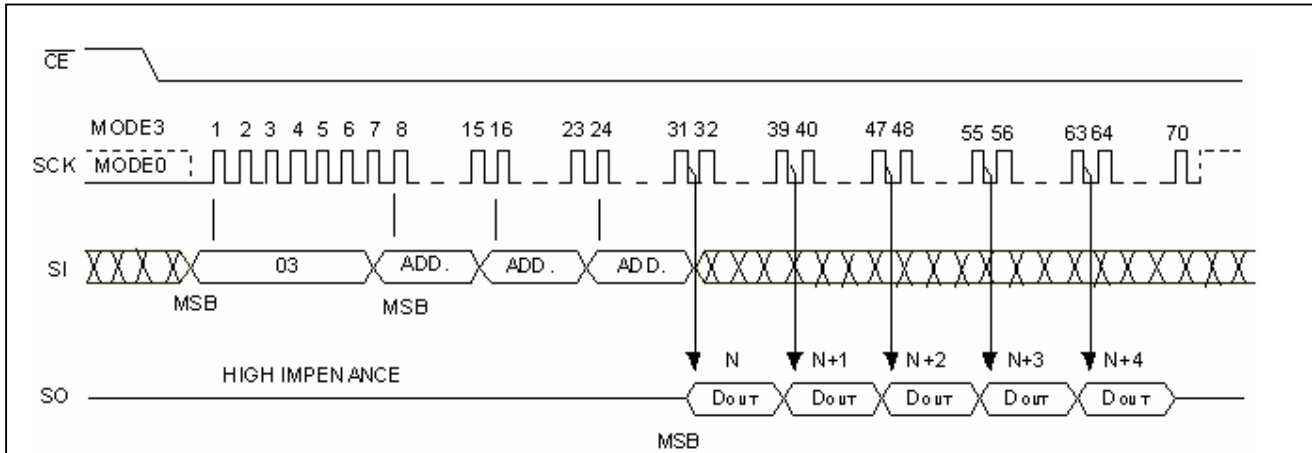 CE
MODE3 1 2 3 4 5 6 7 8 15 16 23 24 31 32 39 40 47 48 55 56 63 64 70
SCK MODE0
SI 03 ADD. ADD. ADD.
MSB MSB
N N+1 N+2 N+3 N+4
HIGH IMPENANCE
SO Dout Dout Dout Dout Dout
MSB